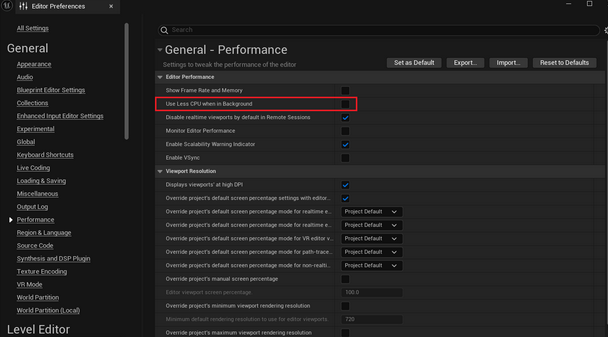 Editor Preferences
All Settings
General
Appearance
Audio
Blueprint Editor Settings
Collections
Enhanced Input Editor Settings
Experimental
Global
Keyboard Shortcuts
Live Coding
Loading & Saving
Miscellaneous
Output Log
Performance
Region & Language
Source Code
Synthesis and DSP Plugin
Texture Encoding
VR Mode
World Partition
World Partition (Local)
Level Editor
Search
General - Performance
Settings to tweak the performance of the editor
Set as Default
Export...
Import...
Reset to Defaults
Editor Performance
Show Frame Rate and Memory
Use Less CPU when in Background
Disable realtime viewports by default in Remote Sessions
Monitor Editor Performance
Enable Scalability Warning Indicator
Enable VSync
Viewport Resolution
Displays viewports' at high DPI
Override project's default screen percentage settings with editor...
Override project's default screen percentage mode for realtime e... Project Default
Override project's default screen percentage mode for realtime e... Project Default
Override project's default screen percentage mode for VR editor v... Project Default
Override project's default screen percentage mode for path-trace... Project Default
Override project's default screen percentage mode for non-realti... Project Default
Override project's manual screen percentage
Editor viewport screen percentage 100.0
Override project's minimum viewport rendering resolution
Minimum default rendering resolution to use for editor viewports 720
Override project's maximum viewport rendering resolution